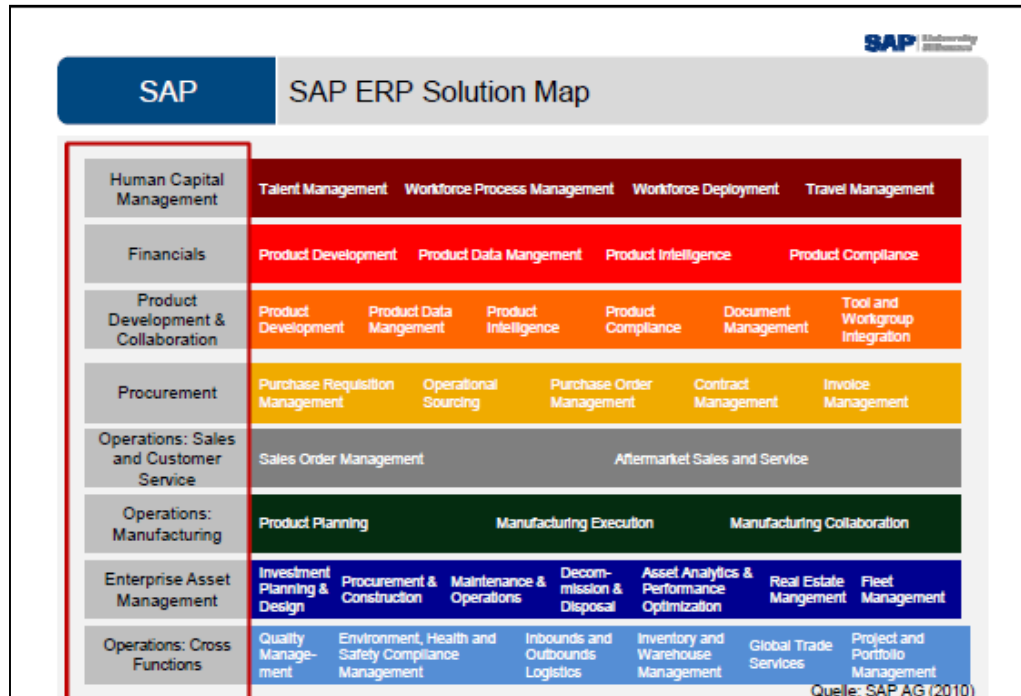 SAP University Alliances
SAP
SAP ERP Solution Map
Human Capital
Management
Talent Management Workforce Process Management Workforce Deployment Travel Management
Financials
Product Development Product Data Mangement Product Intelligence Product Compliance
Product
Development &
Collaboration
Product
Development
Product Data
Mangement
Product
Intelligence
Product
Compliance
Document
Management
Tool and
Workgroup
Integration
Procurement
Purchase Requisition
Management
Operational
Sourcing
Purchase Order
Management
Contract
Management
Invoice
Management
Operations: Sales
and Customer
Service
Sales Order Management Aftermarket Sales and Service
Operations:
Manufacturing
Product Planning Manufacturing Execution Manufacturing Collaboration
Enterprise Asset
Management
Investment
Planning &
Design
Procurement &
Construction
Maintenance &
Operations
Decom-
mission &
Disposal
Asset Analytics &
Performance
Optimization
Real Estate
Mangement
Fleet
Management
Operations: Cross
Functions
Quality
Manage-
ment
Environment, Health and
Safety Compliance
Management
Inbounds and
Outbounds
Logistics
Inventory and
Warehouse
Management
Global Trade
Services
Project and
Portfolio
Management
Quelle: SAP AG (2010)